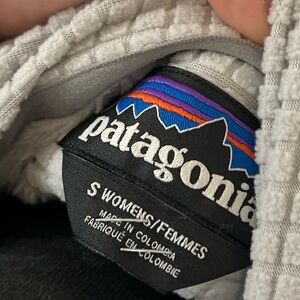 patagonia
S WOMENS/FEMMES
MADE IN COLOMBIA
FABRIQUÉ EN COLOMBIE